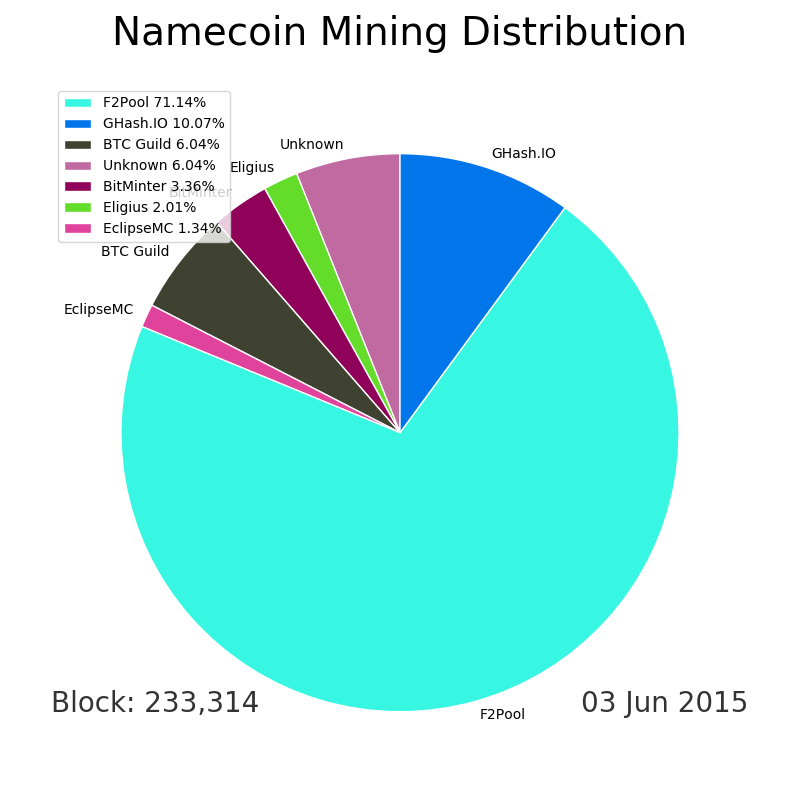 Namecoin Mining Distribution
F2Pool 71.14%
GHash.IO 10.07%
BTC Guild 6.04%
Unknown 6.04%
BitMinter 3.36%
Eligius 2.01%
EclipseMC 1.34%
Unknown
GHash.IO
Eligius
BitMinter
BTC Guild
EclipseMC
F2Pool
Block: 233,314
03 Jun 2015